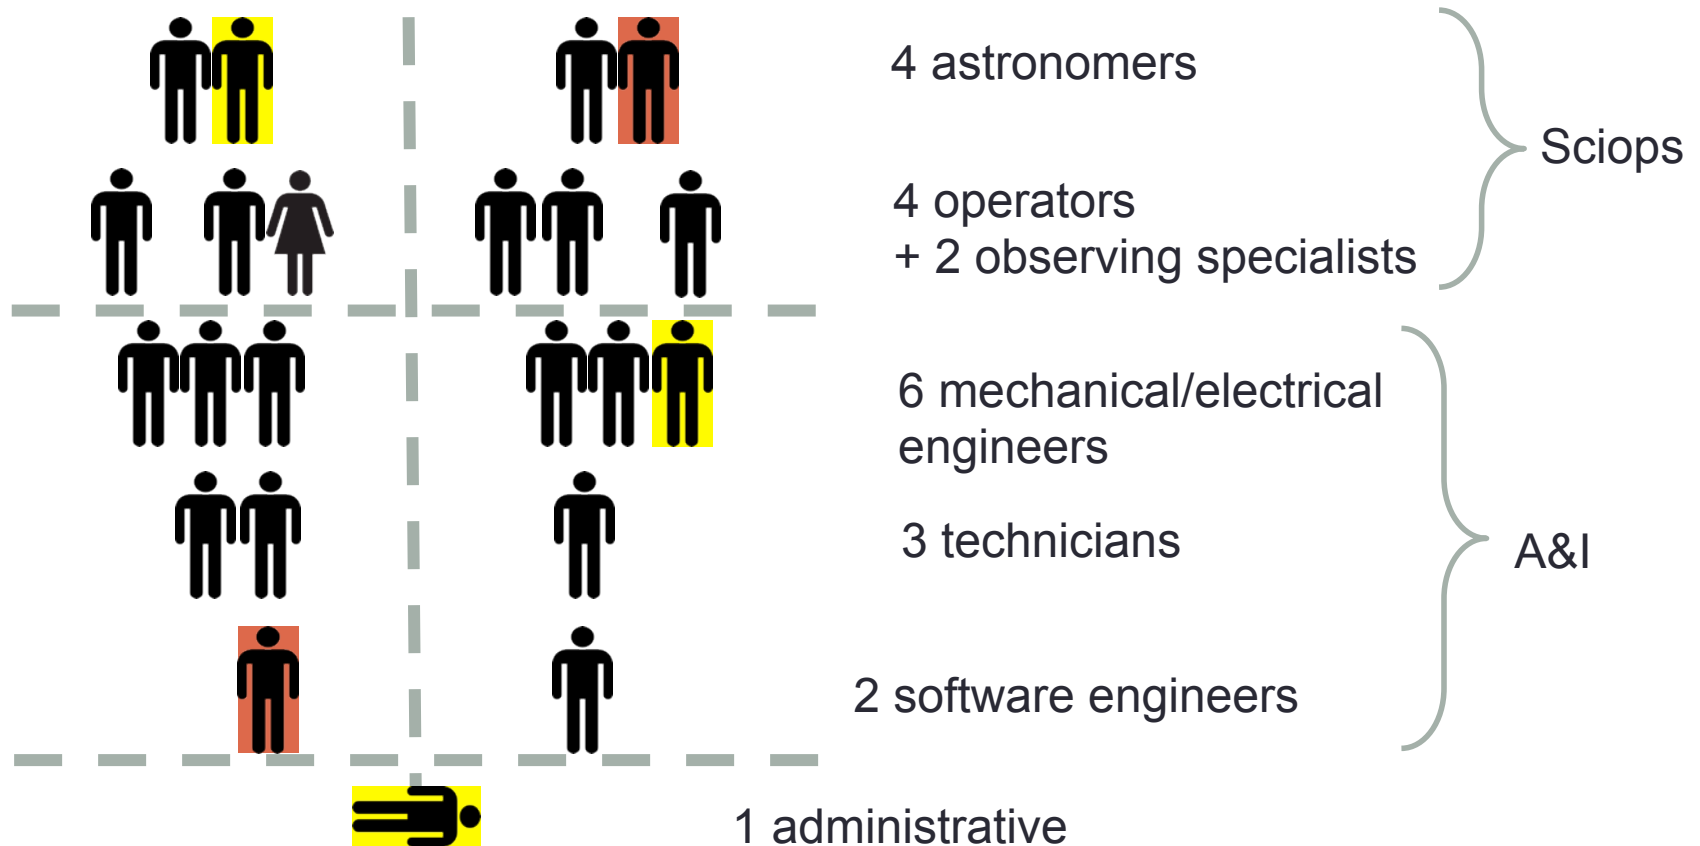 4 astronomers
Sciops
4 operators
+ 2 observing specialists
6 mechanical/electrical
engineers
3 technicians
A&I
2 software engineers
1 administrative